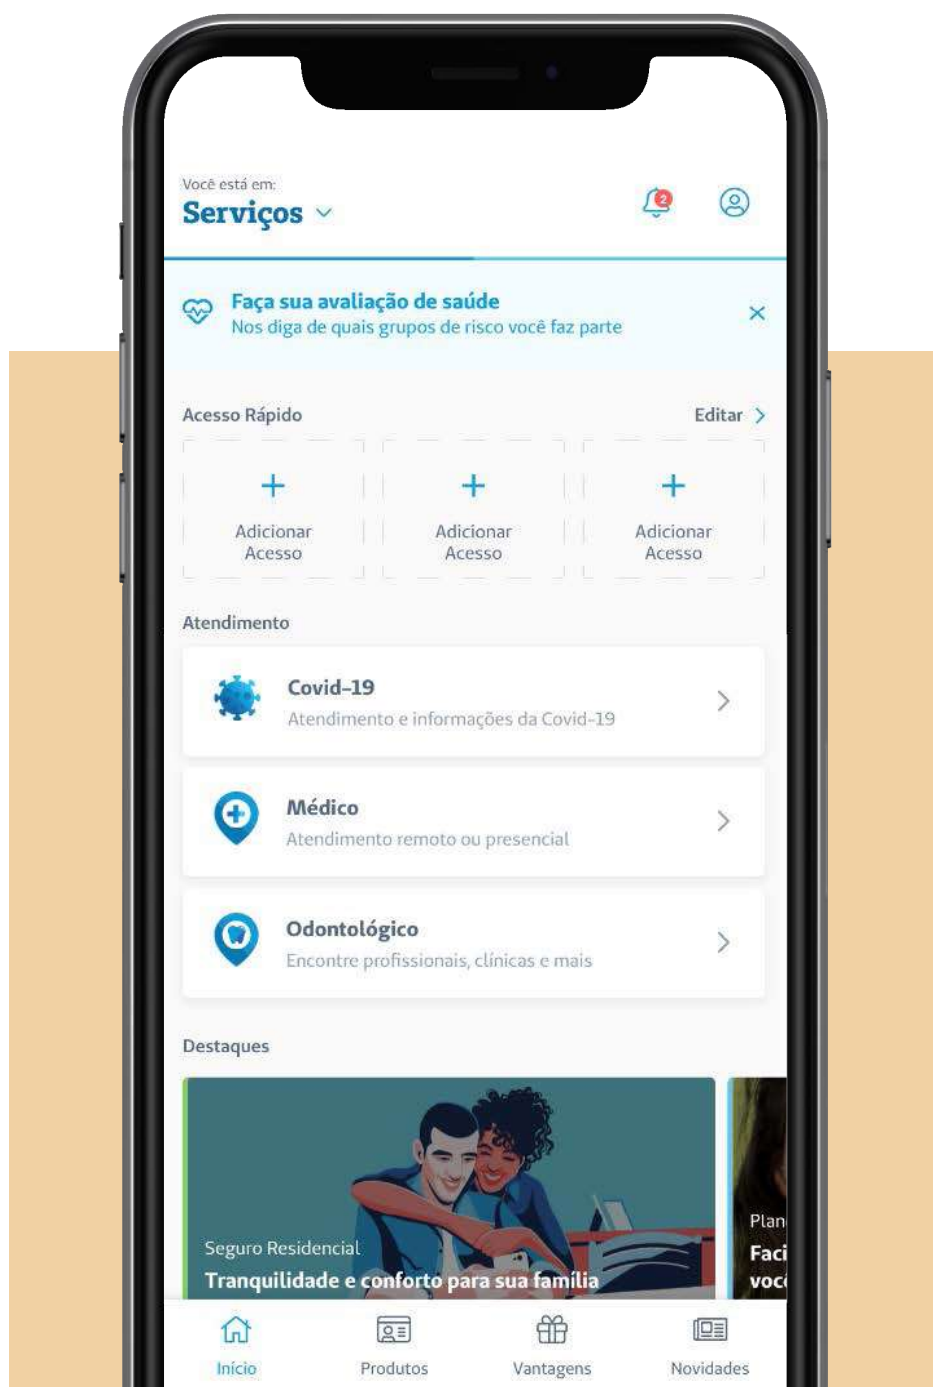 Você está em:
Serviços
2
Faça sua avaliação de saúde
Nos diga de quais grupos de risco você faz parte
Acesso Rápido
Editar
Adicionar
Acesso
Adicionar
Acesso
Adicionar
Acesso
Atendimento
Covid-19
Atendimento e informações da Covid-19
Médico
Atendimento remoto ou presencial
Odontológico
Encontre profissionais, clínicas e mais
Destaques
Seguro Residencial
Tranquilidade e conforto para sua família
Plan
Faci
você
Início
Produtos
Vantagens
Novidades